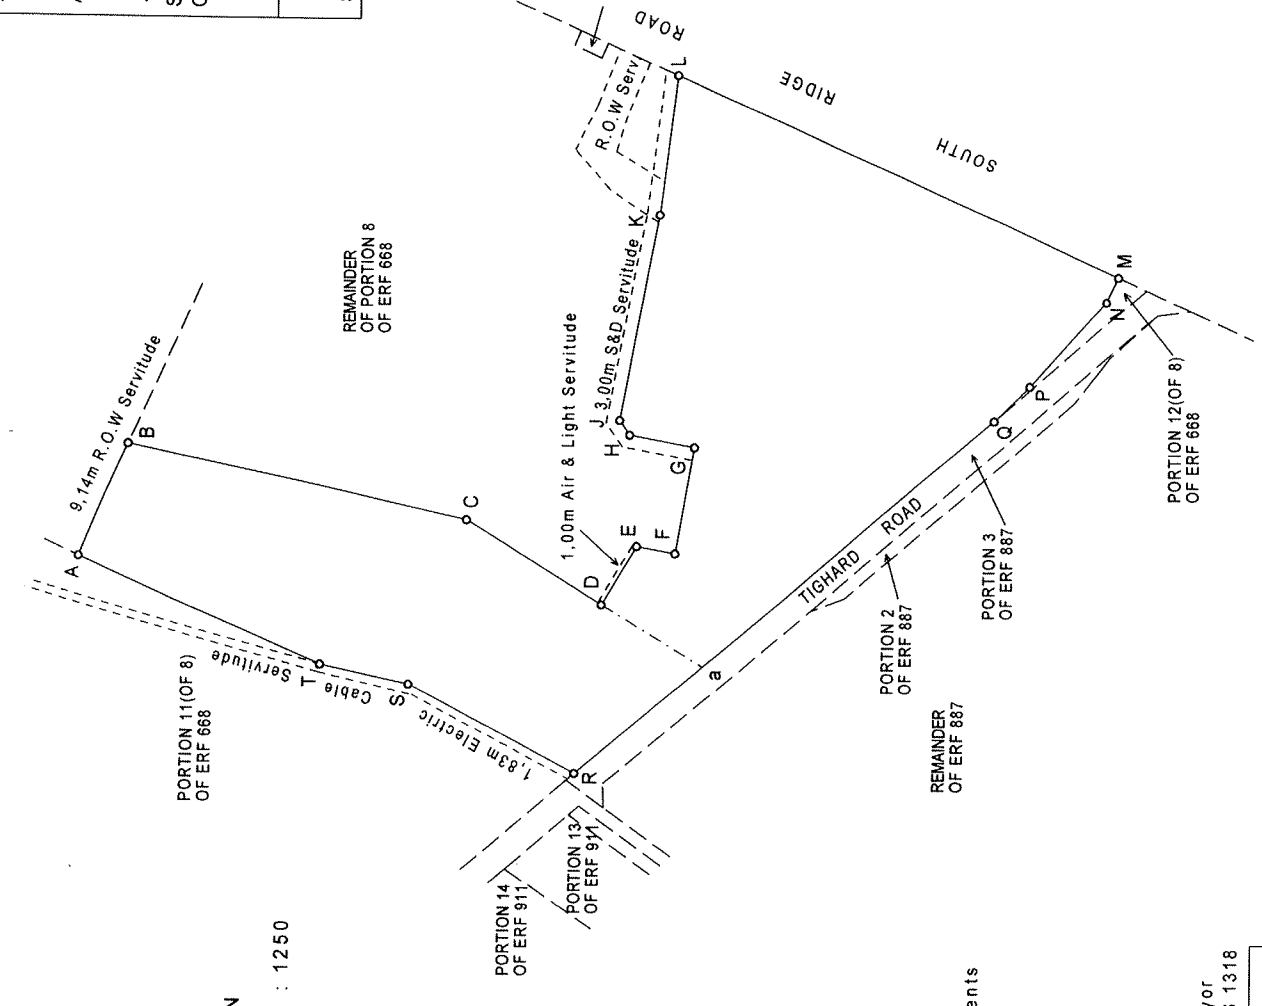 ROAD
RIDGE
SOUTH
L
R.O.W Serv
K
3,00m S&D Servitude
J
H
G
1,00m Air & Light Servitude
E
F
D
C
B
9,14m R.O.W Servitude
A
REMAINDER
OF PORTION 8
OF ERF 668
PORTION 11(OF 8)
OF ERF 668
T
S
1,83m Electric Cable Servitude
R
a
TIGHARD ROAD
Q
P
N
M
PORTION 12(OF 8)
OF ERF 668
PORTION 3
OF ERF 887
PORTION 2
OF ERF 887
REMAINDER
OF ERF 887
PORTION 13
OF ERF 911
PORTION 14
OF ERF 911
N
: 1250
ents
yor
1318